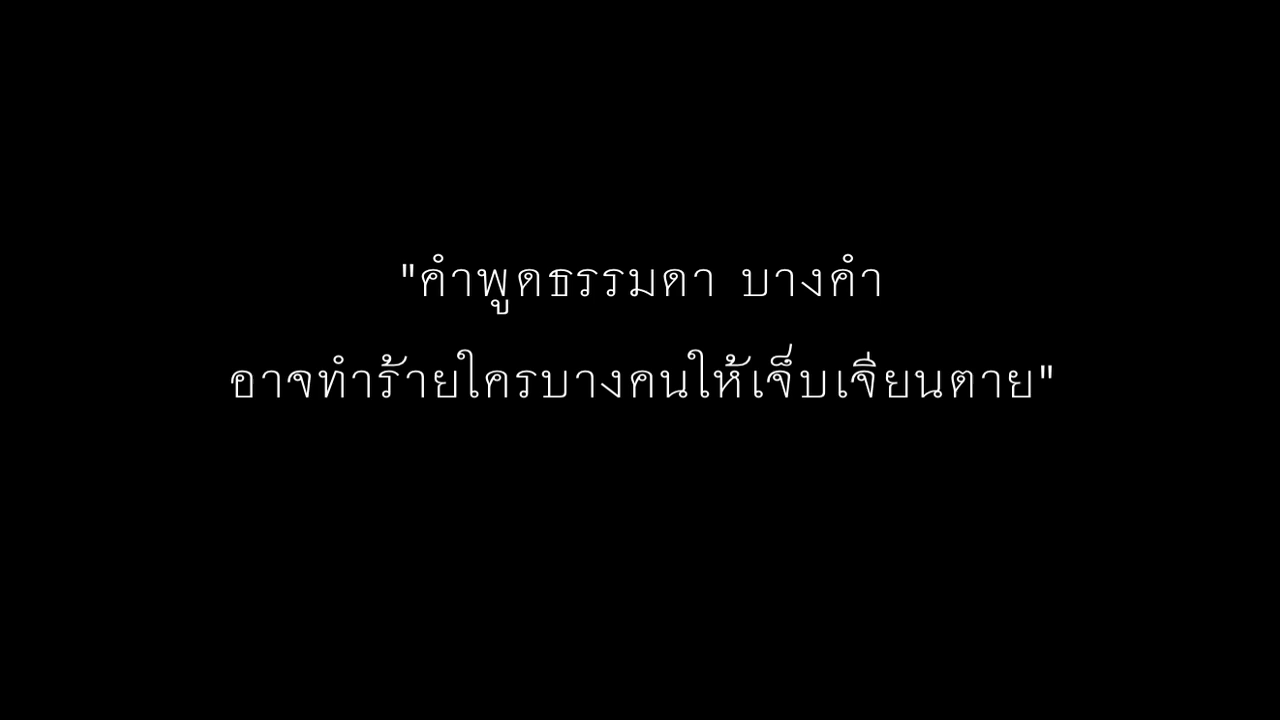 "คำพูดธรรมดา บางคำ
อาจทำร้ายใครบางคนให้เจ็บเจียนตาย"